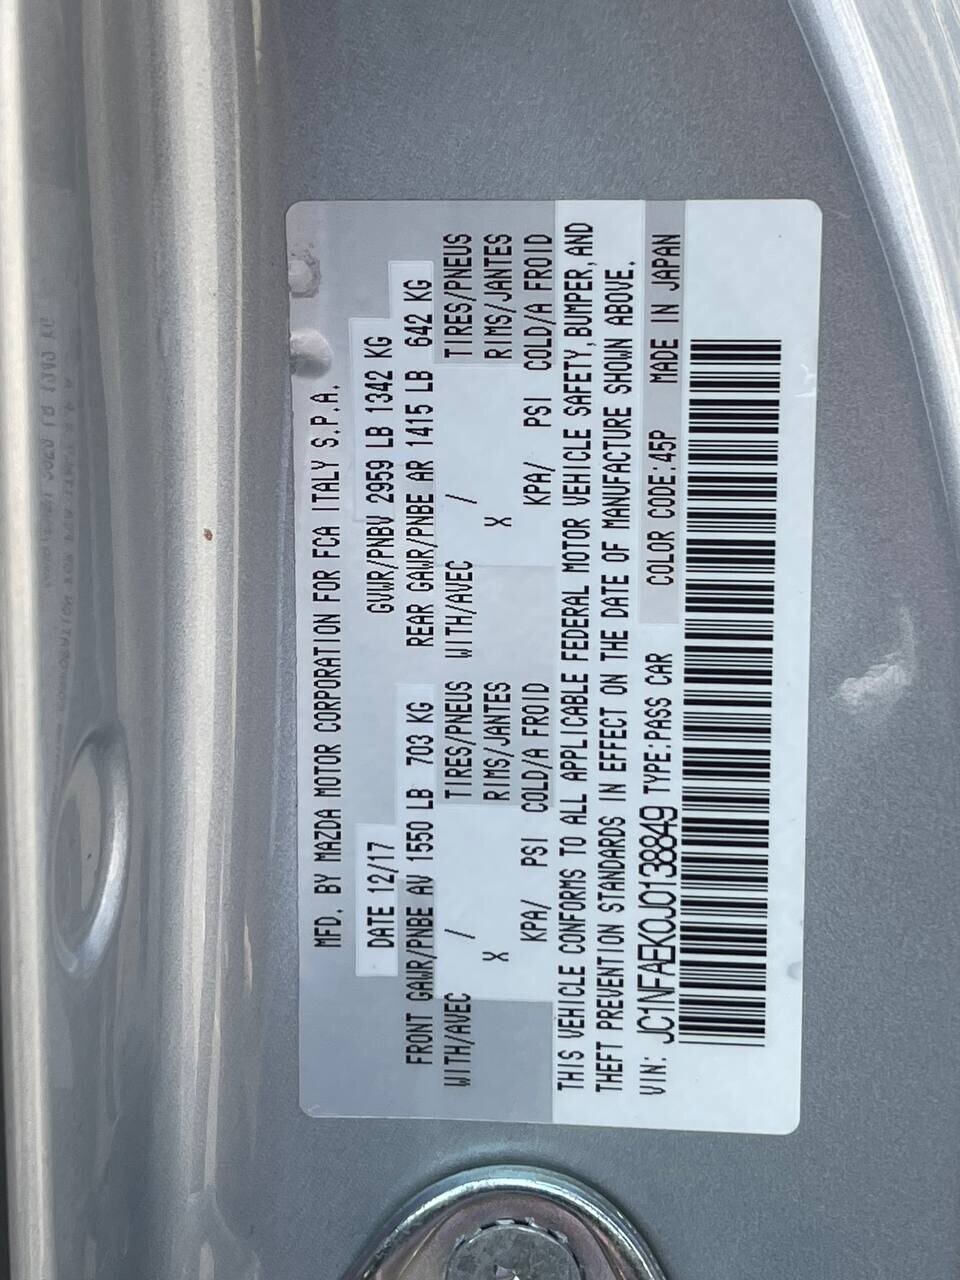 MFD. BY MAZDA MOTOR CORPORATION FOR FCA ITALY S.P.A.
DATE 12/17 GVWR/PNBV 2959 LB 1342 KG
FRONT GAWR/PNBE AV 1550 LB 703 KG REAR GAWR/PNBE AR 1415 LB 642 KG
WITH/AVEC / TIRES/PNEUS WITH/AVEC / TIRES/PNEUS
X RIMS/JANTES X RIMS/JANTES
KPA/ PSI COLD/A FROID KPA/ PSI COLD/A FROID
THIS VEHICLE CONFORMS TO ALL APPLICABLE FEDERAL MOTOR VEHICLE SAFETY,BUMPER,AND
THEFT PREVENTION STANDARDS IN EFFECT ON THE DATE OF MANUFACTURE SHOWN ABOVE.
VIN: JC1NFAEK0J0138849 TYPE:PASS CAR COLOR CODE:45P MADE IN JAPAN